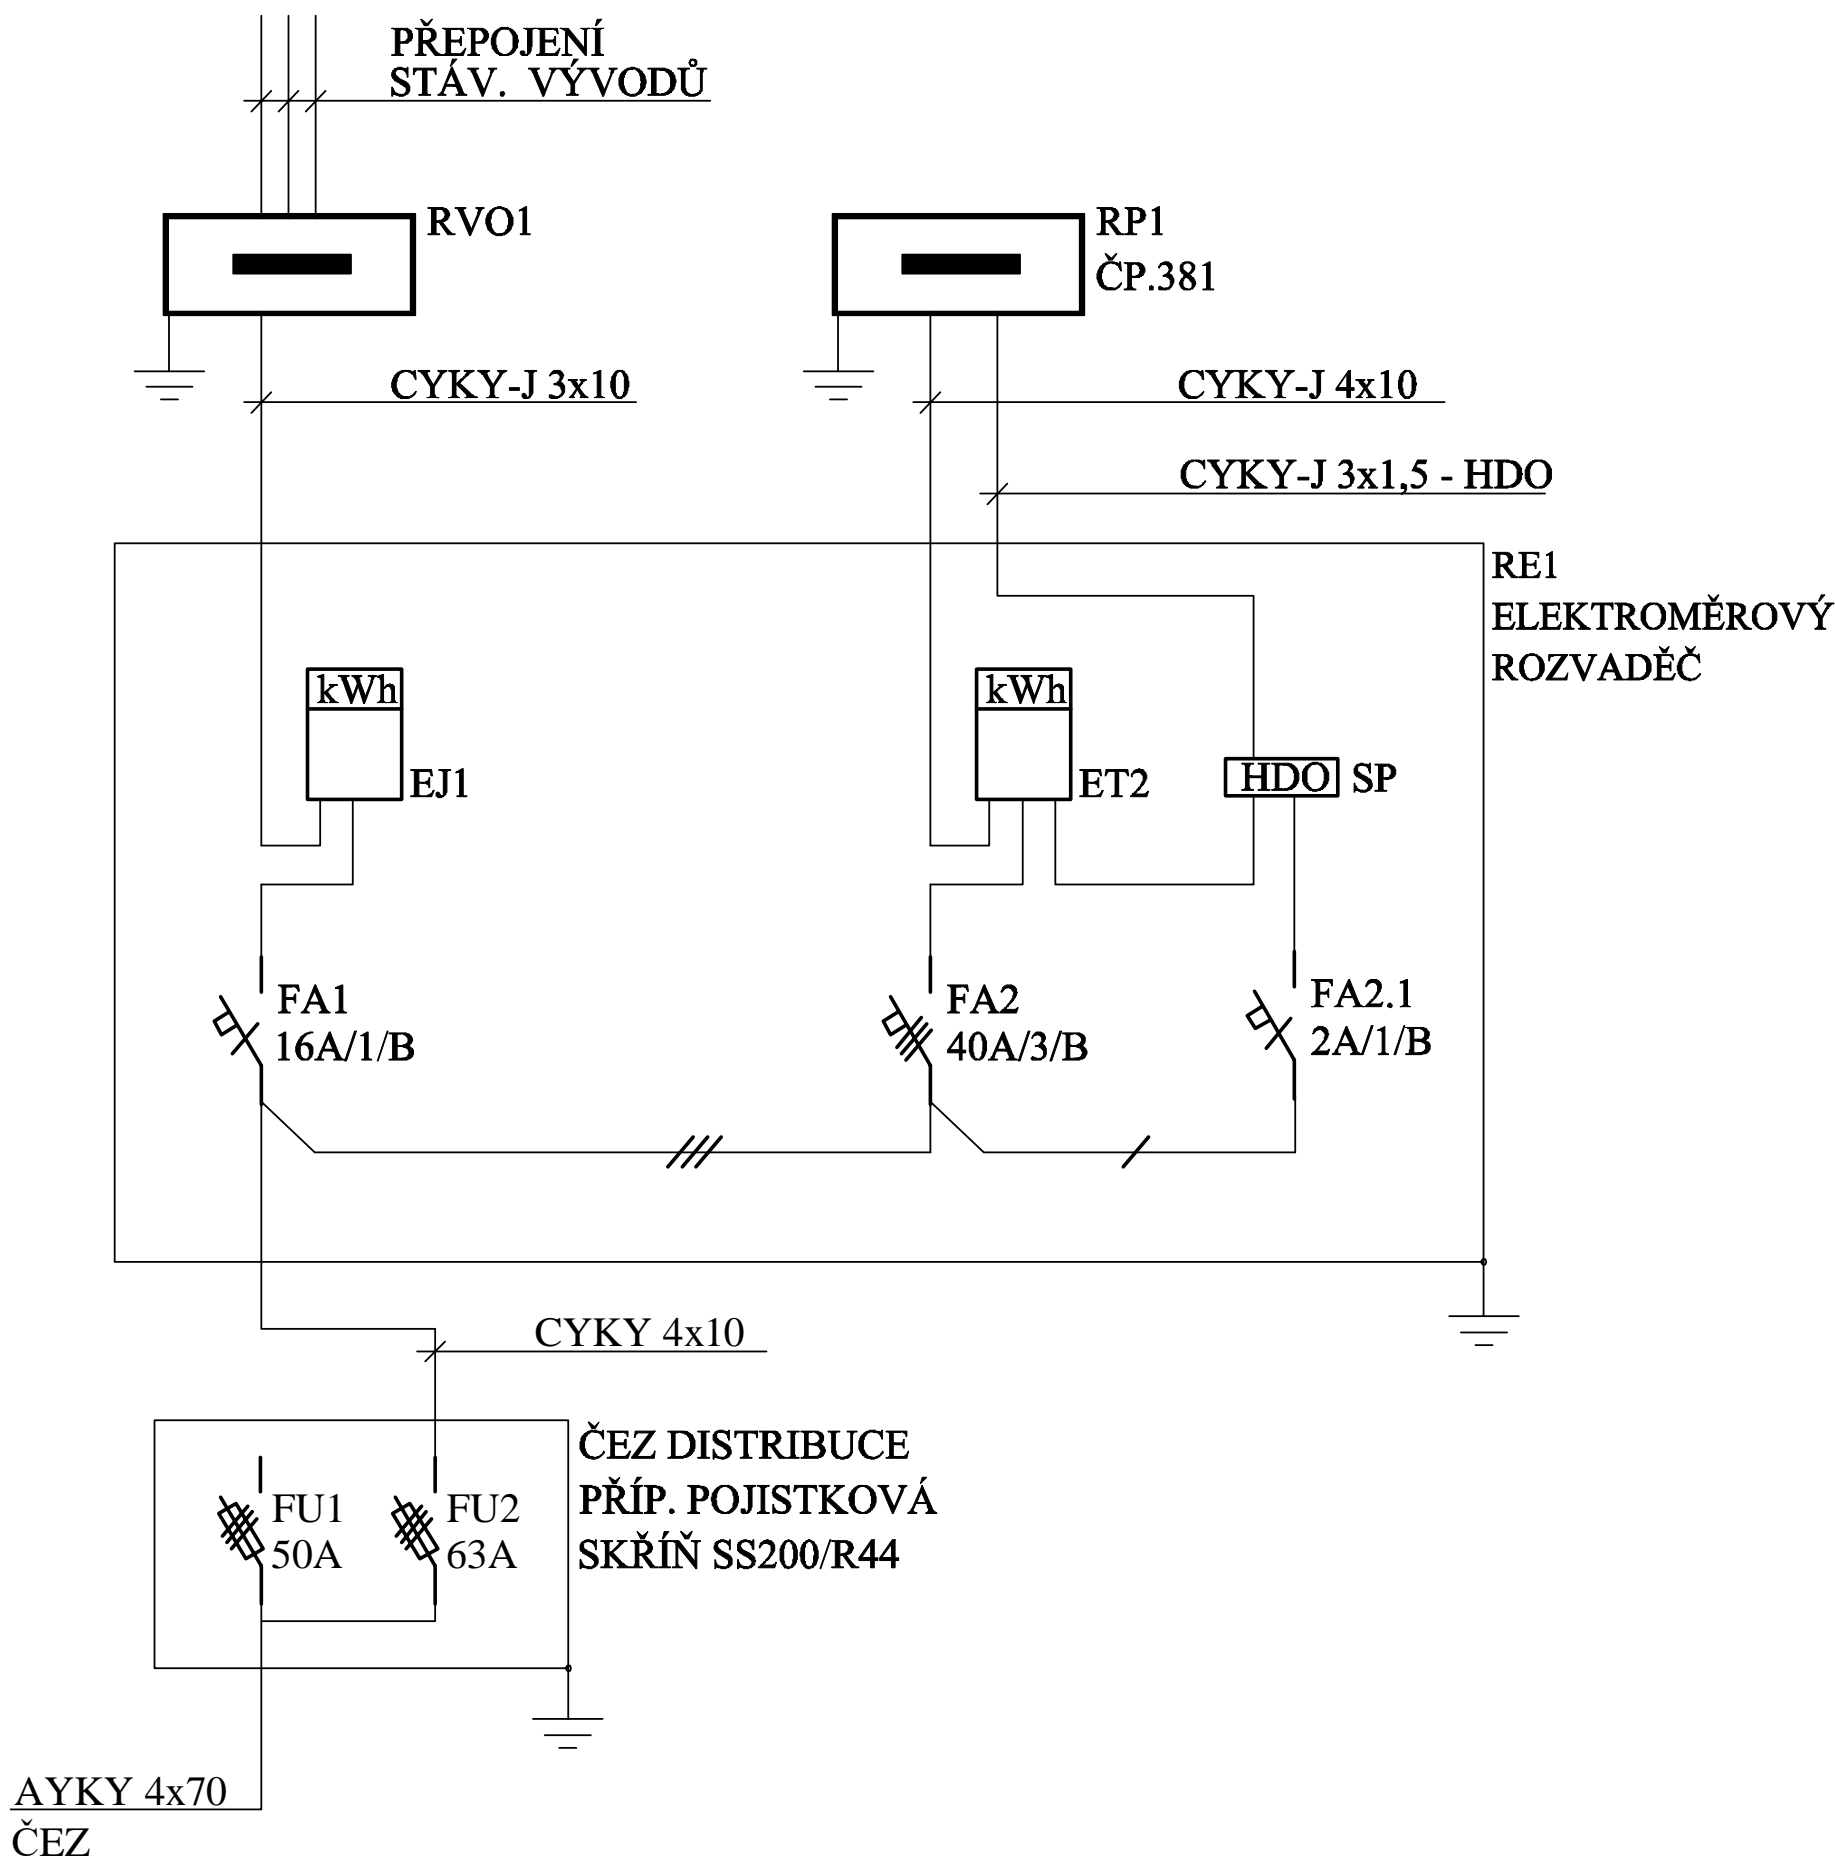 PŘEPOJENÍ
STÁV. VÝVODŮ
RVO1
RP1
ČP.381
CYKY-J 3x10
CYKY-J 4x10
CYKY-J 3x1,5 - HDO
RE1
ELEKTROMĚROVÝ
ROZVADĚČ
kWh
EJ1
kWh
ET2
HDO
SP
FA1
16A/1/B
FA2
40A/3/B
FA2.1
2A/1/B
CYKY 4x10
ČEZ DISTRIBUCE
PŘÍP. POJISTKOVÁ
SKŘÍŇ SS200/R44
FU1
50A
FU2
63A
AYKY 4x70
ČEZ